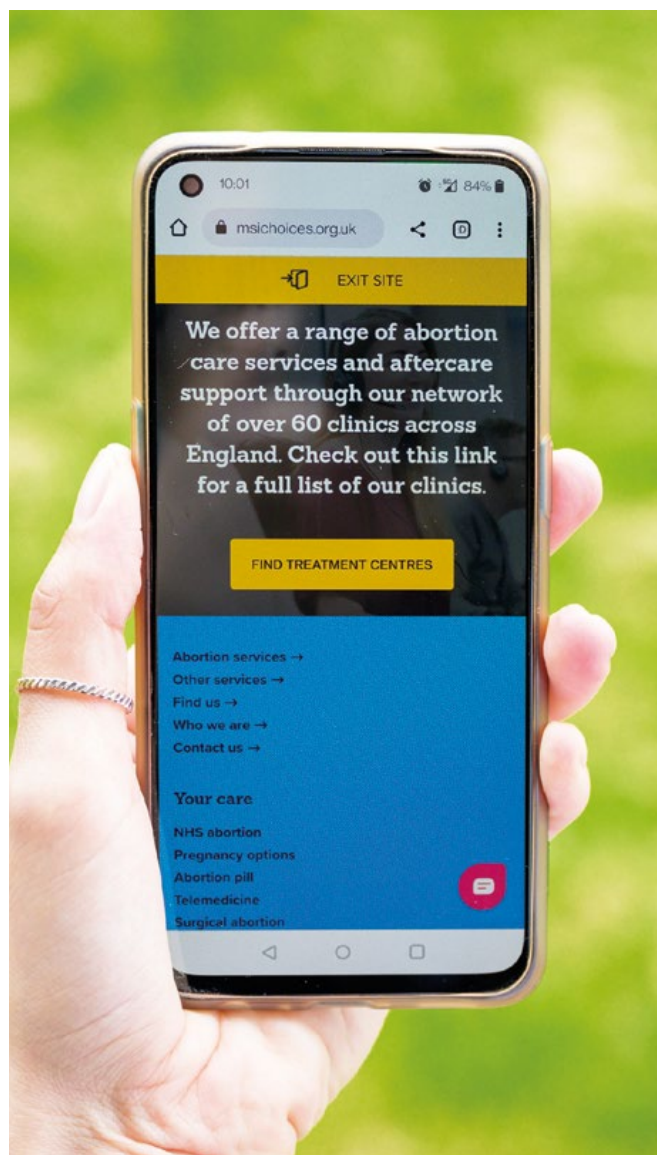 10:01
84%
msichoices.org.uk
EXIT SITE
We offer a range of abortion
care services and aftercare
support through our network
of over 60 clinics across
England. Check out this link
for a full list of our clinics.
FIND TREATMENT CENTRES
Abortion services →
Other services →
Find us →
Who we are →
Contact us →
Your care
NHS abortion
Pregnancy options
Abortion pill
Telemedicine
Surgical abortion